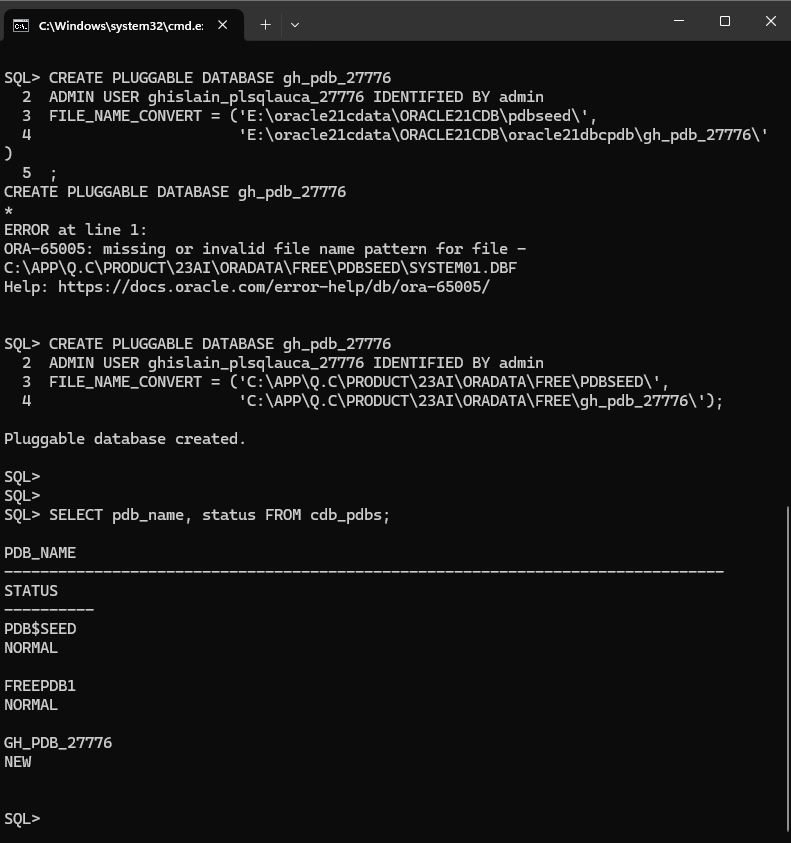 C:\Windows\system32\cmd.e:
SQL> CREATE PLUGGABLE DATABASE gh_pdb_27776
  2  ADMIN USER ghislain_plsqlauca_27776 IDENTIFIED BY admin
  3  FILE_NAME_CONVERT = ('E:\oracle21cdata\ORACLE21CDB\pdbseed\',
  4                       'E:\oracle21cdata\ORACLE21CDB\oracle21dbcpdb\gh_pdb_27776\'
)
  5  ;
CREATE PLUGGABLE DATABASE gh_pdb_27776
*
ERROR at line 1:
ORA-65005: missing or invalid file name pattern for file -
C:\APP\Q.C\PRODUCT\23AI\ORADATA\FREE\PDBSEED\SYSTEM01.DBF
Help: https://docs.oracle.com/error-help/db/ora-65005/
SQL> CREATE PLUGGABLE DATABASE gh_pdb_27776
  2  ADMIN USER ghislain_plsqlauca_27776 IDENTIFIED BY admin
  3  FILE_NAME_CONVERT = ('C:\APP\Q.C\PRODUCT\23AI\ORADATA\FREE\PDBSEED\',
  4                       'C:\APP\Q.C\PRODUCT\23AI\ORADATA\FREE\gh_pdb_27776\');
Pluggable database created.
SQL>
SQL>
SQL> SELECT pdb_name, status FROM cdb_pdbs;
PDB_NAME
--------------------------------------------------------------------------------
STATUS
----------
PDB$SEED
NORMAL
FREEPDB1
NORMAL
GH_PDB_27776
NEW
SQL>